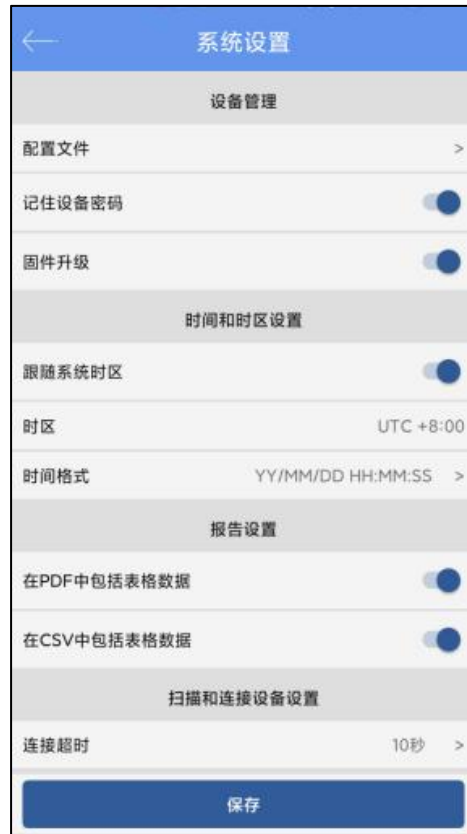 系统设置
设备管理
配置文件 >
记住设备密码
固件升级
时间和时区设置
跟随系统时区
时区 UTC +8:00
时间格式 YY/MM/DD HH:MM:SS >
报告设置
在PDF中包括表格数据
在CSV中包括表格数据
扫描和连接设备设置
连接超时 10秒 >
保存